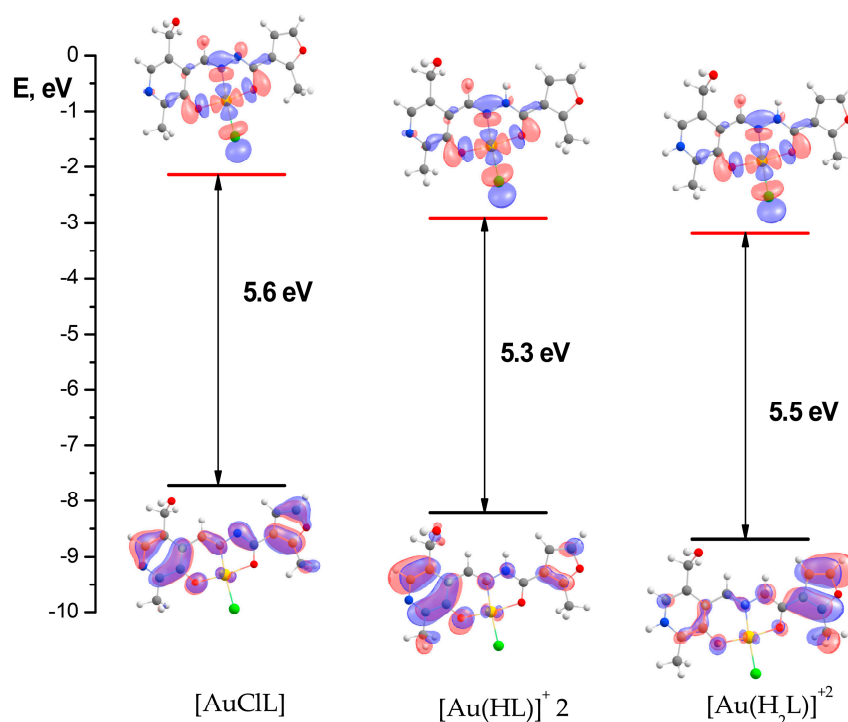 0
E, eV
-1
-2
-3
-4
-5
-6
-7
-8
-9
-10
5.6 eV
5.3 eV
5.5 eV
[AuClL]
[Au(HL)]⁺ 2
[Au(H₂L)]⁺²